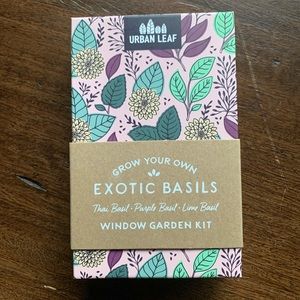 URBAN LEAF
GROW YOUR OWN
EXOTIC BASILS
Thai Basil • Purple Basil • Lime Basil
WINDOW GARDEN KIT